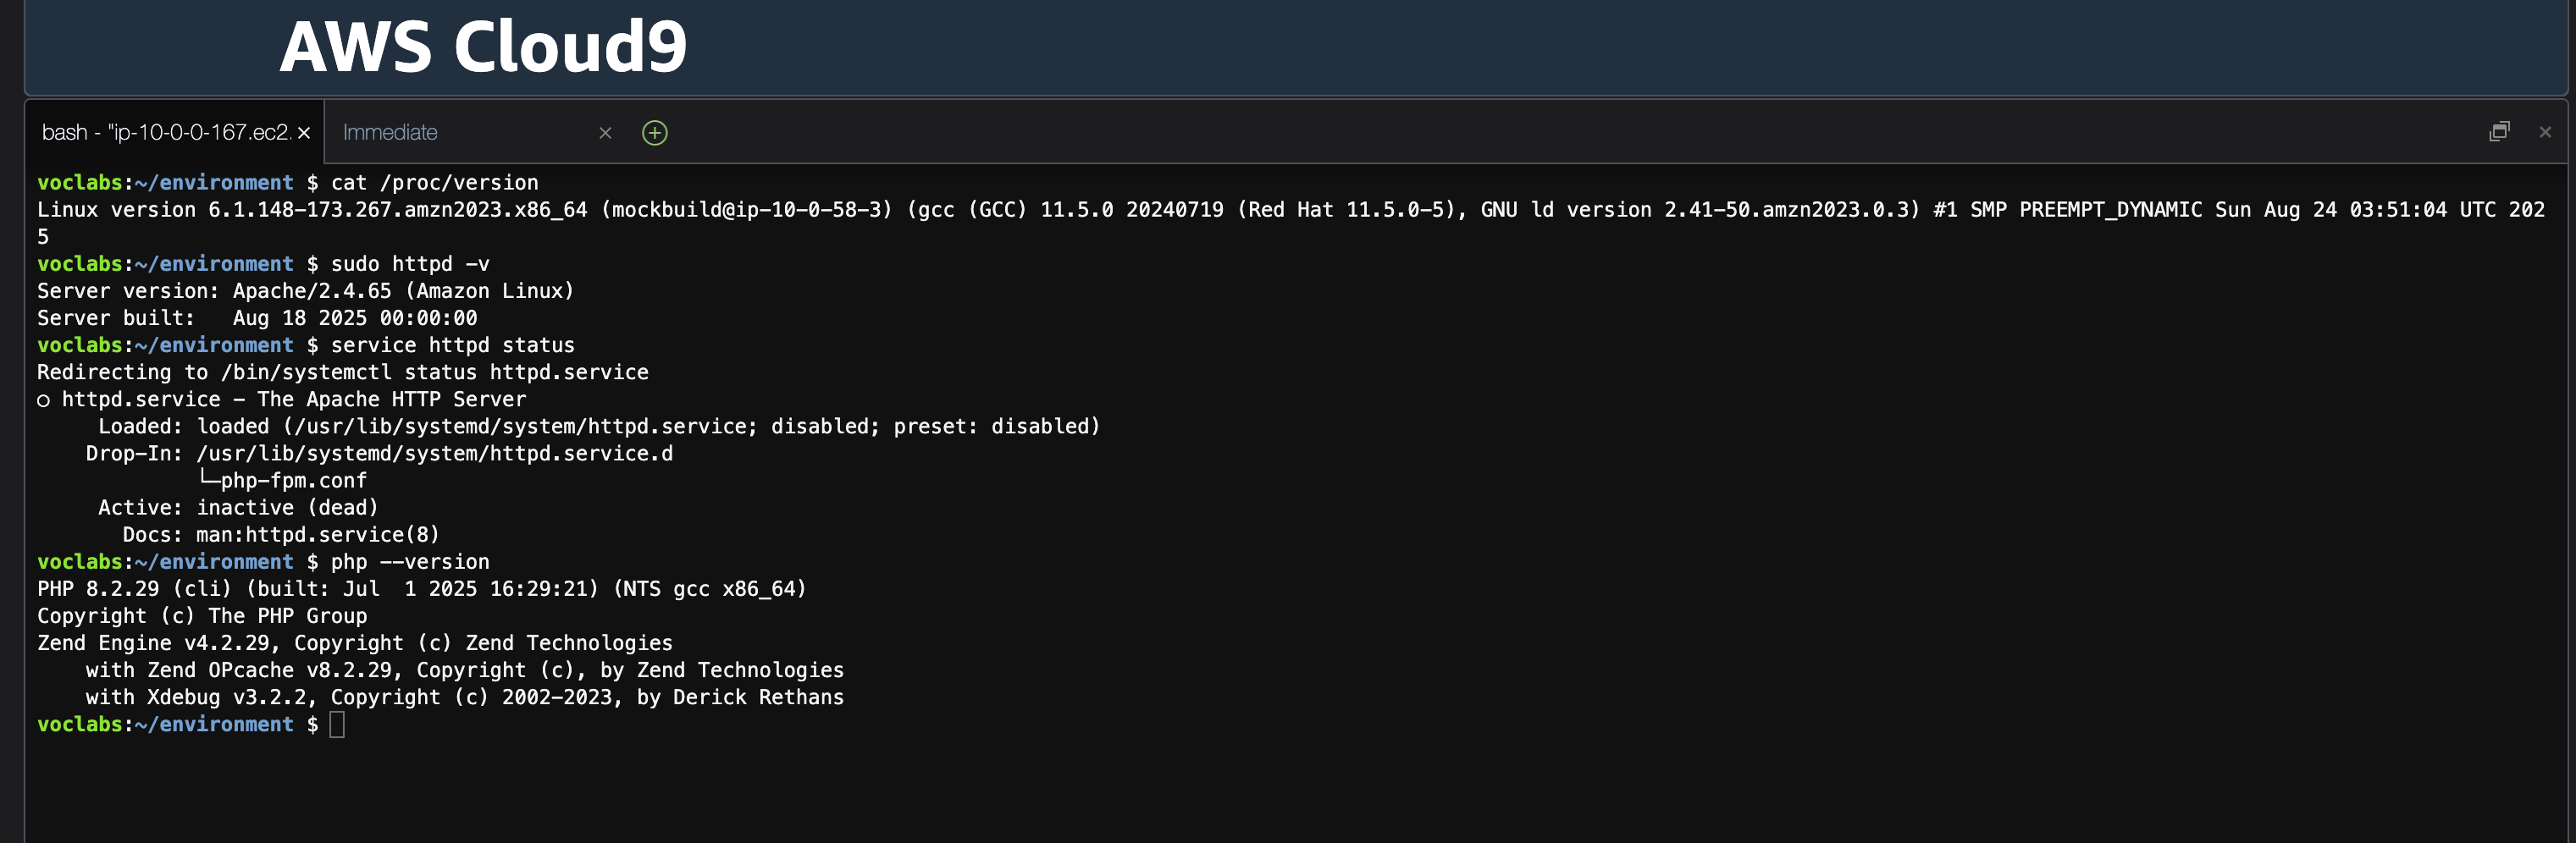 AWS Cloud9
bash - "ip-10-0-0-167.ec2. × Immediate × +
voclabs:~/environment $ cat /proc/version
Linux version 6.1.148-173.267.amzn2023.x86_64 (mockbuild@ip-10-0-58-3) (gcc (GCC) 11.5.0 20240719 (Red Hat 11.5.0-5), GNU ld version 2.41-50.amzn2023.0.3) #1 SMP PREEMPT_DYNAMIC Sun Aug 24 03:51:04 UTC 202
5
voclabs:~/environment $ sudo httpd -v
Server version: Apache/2.4.65 (Amazon Linux)
Server built:   Aug 18 2025 00:00:00
voclabs:~/environment $ service httpd status
Redirecting to /bin/systemctl status httpd.service
○ httpd.service - The Apache HTTP Server
     Loaded: loaded (/usr/lib/systemd/system/httpd.service; disabled; preset: disabled)
    Drop-In: /usr/lib/systemd/system/httpd.service.d
             └─php-fpm.conf
     Active: inactive (dead)
       Docs: man:httpd.service(8)
voclabs:~/environment $ php --version
PHP 8.2.29 (cli) (built: Jul  1 2025 16:29:21) (NTS gcc x86_64)
Copyright (c) The PHP Group
Zend Engine v4.2.29, Copyright (c) Zend Technologies
    with Zend OPcache v8.2.29, Copyright (c), by Zend Technologies
    with Xdebug v3.2.2, Copyright (c) 2002-2023, by Derick Rethans
voclabs:~/environment $